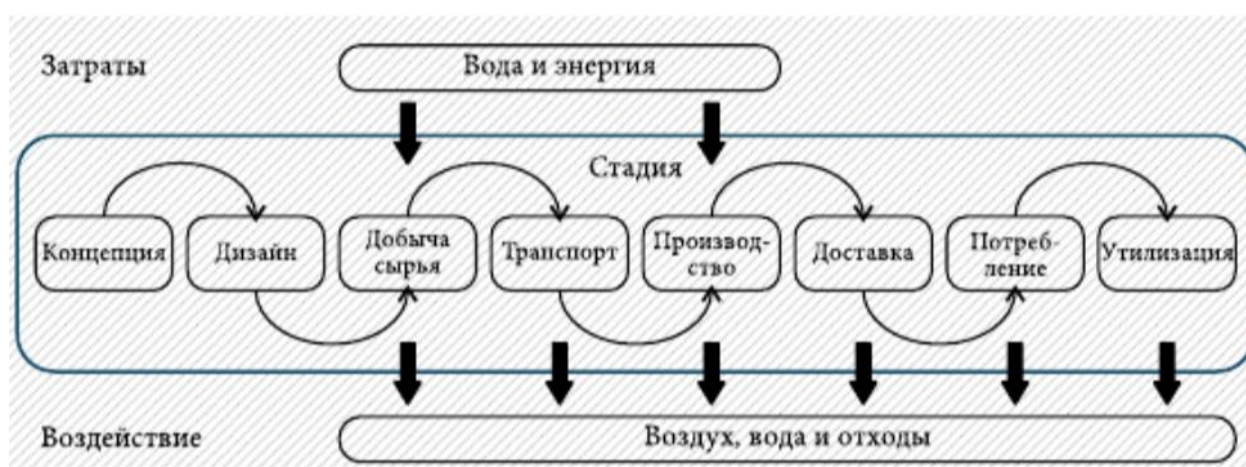 Затраты
Вода и энергия
Стадия
Концепция
Дизайн
Добыча
сырья
Транспорт
Производ-
ство
Доставка
Потреб-
ление
Утилизация
Воздействие
Воздух, вода и отходы